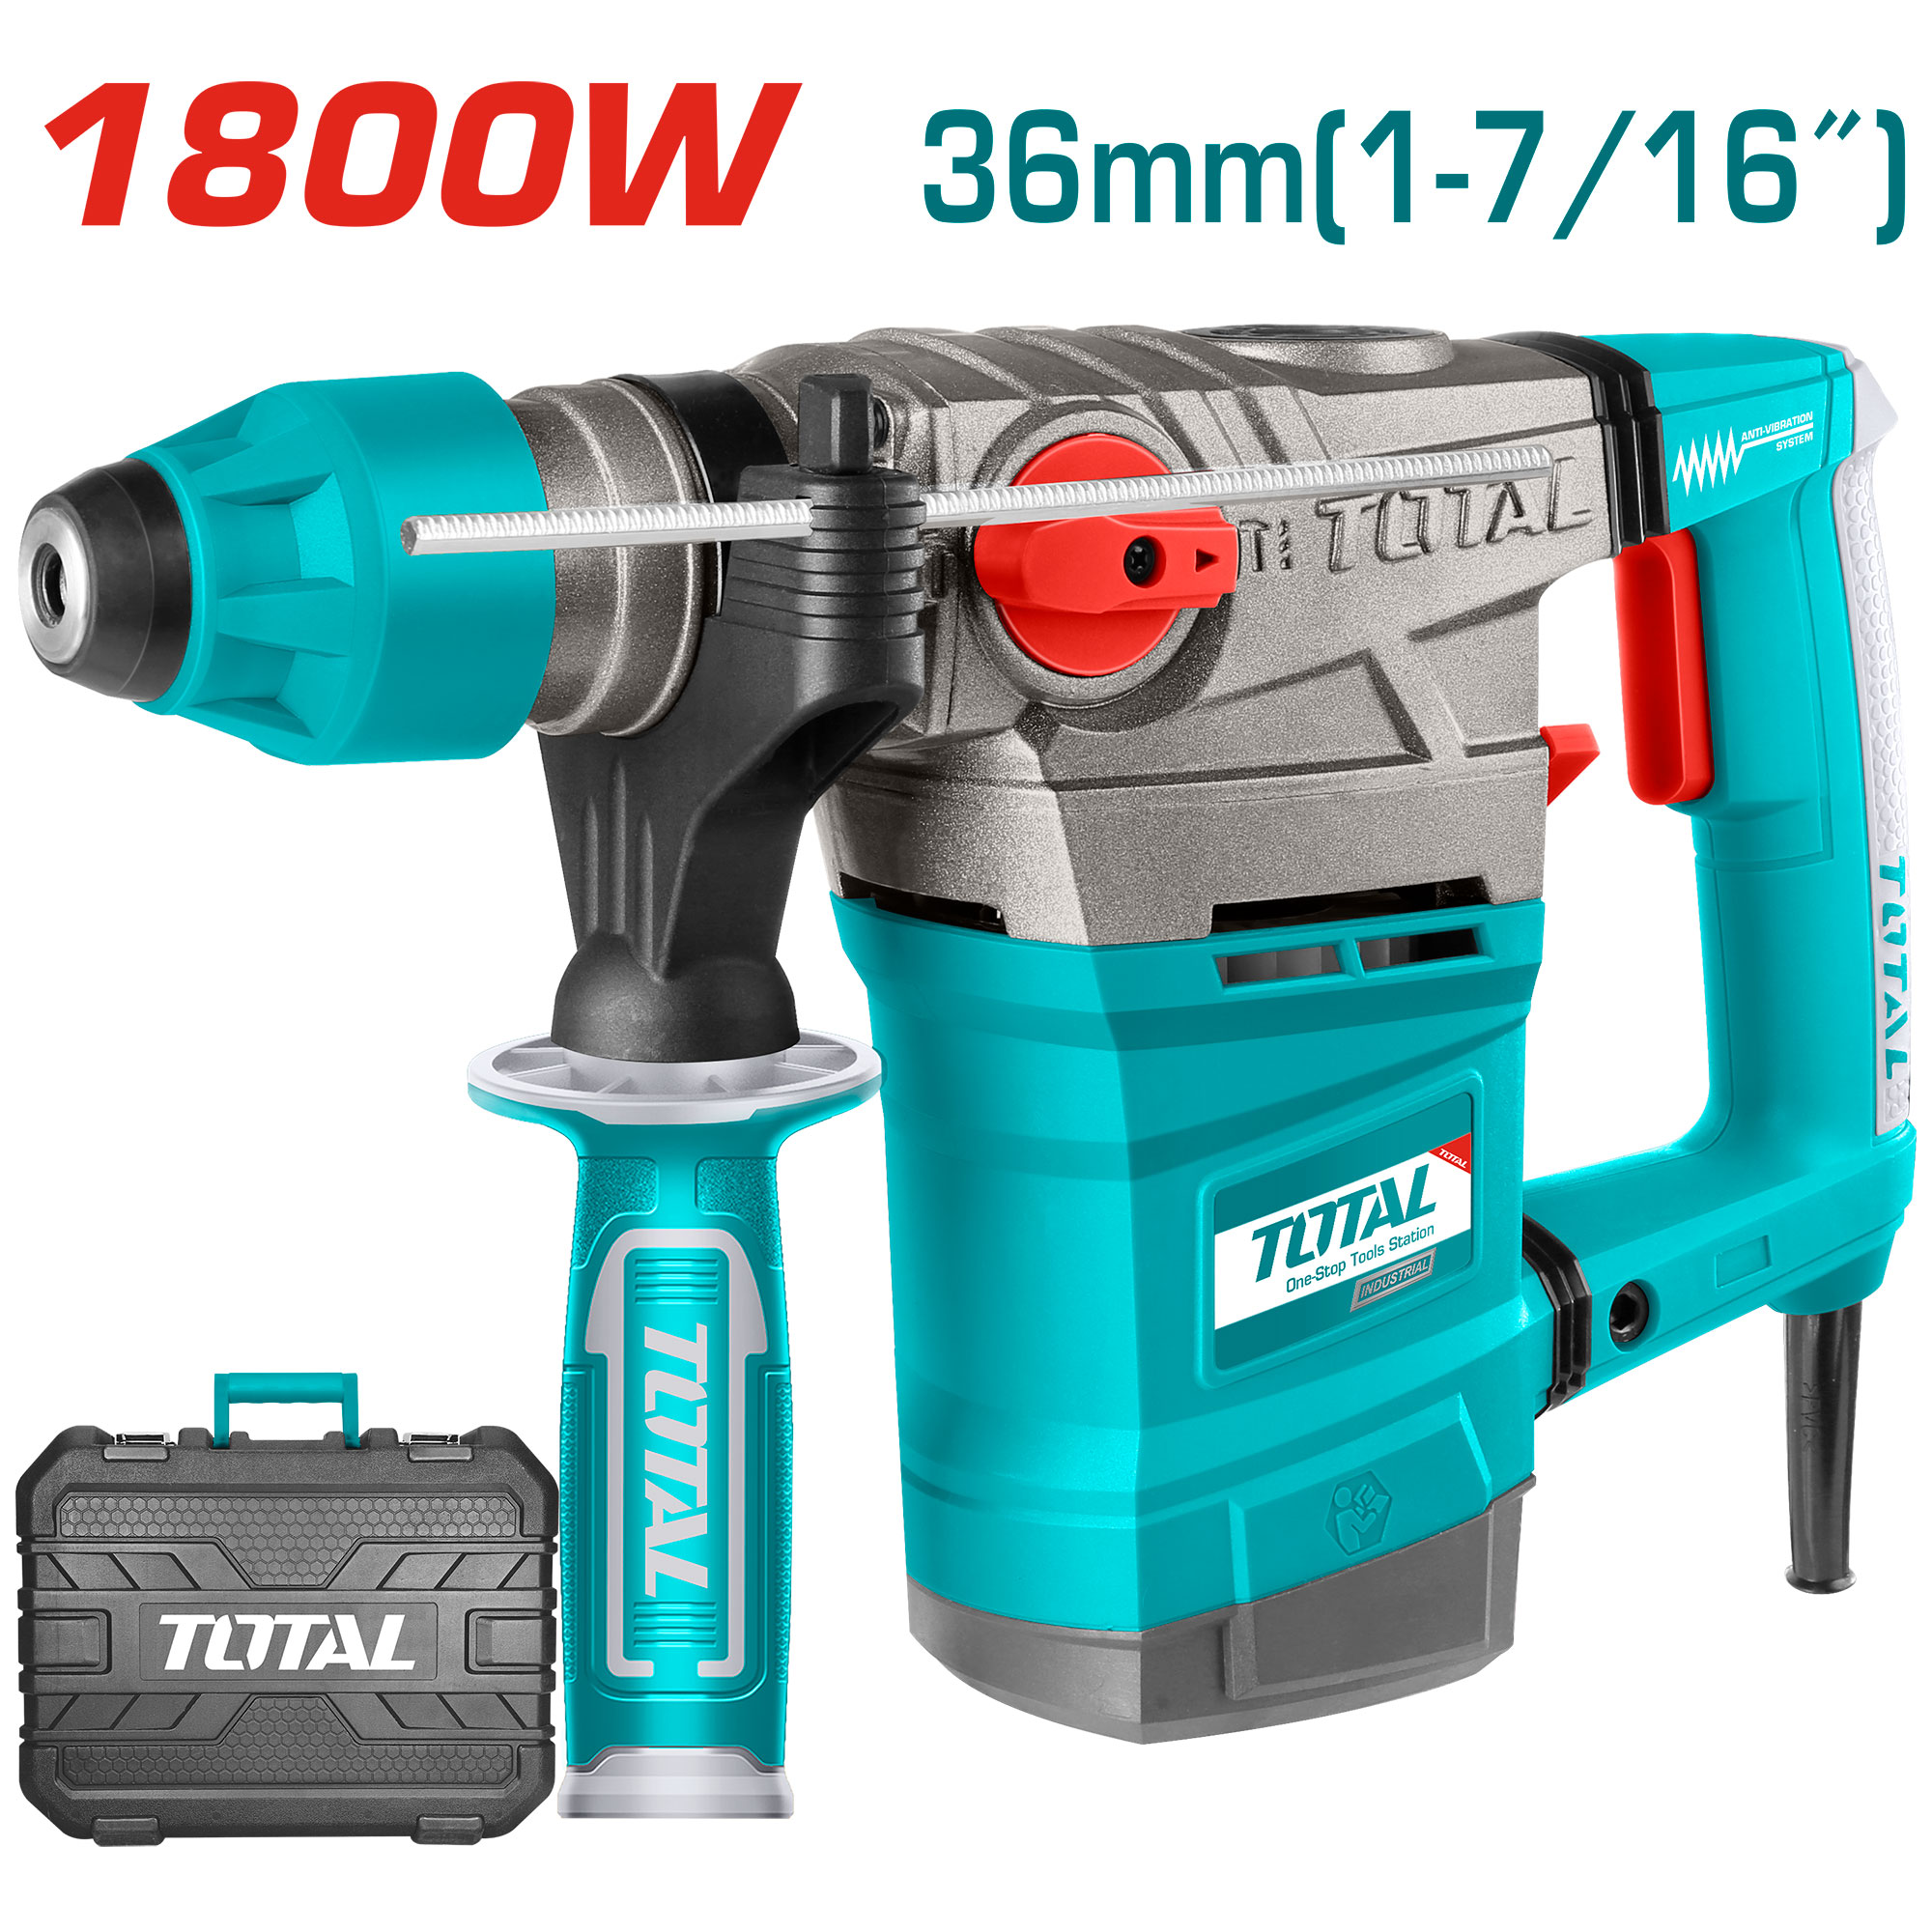 1800W
36mm(1-7/16″)
ANTI-VIBRATION
SYSTEM
TOTAL
TOTAL
TOTAL
TOTAL
One-Stop Tools Station
INDUSTRIAL
TOTAL
TOTAL